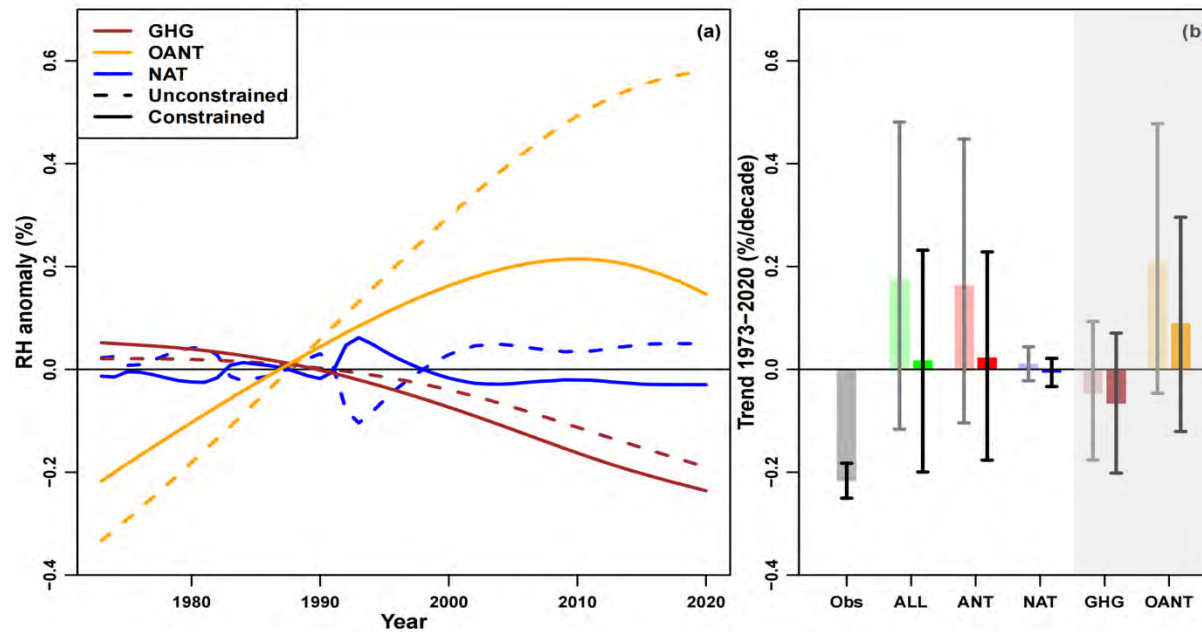 (a)
GHG
OANT
NAT
Unconstrained
Constrained
RH anomaly (%)
0.6
0.4
0.2
0.0
−0.2
−0.4
1980 1990 2000 2010 2020
Year
(b)
Trend 1973−2020 (%/decade)
0.6
0.4
0.2
0.0
−0.2
−0.4
Obs ALL ANT NAT GHG OANT